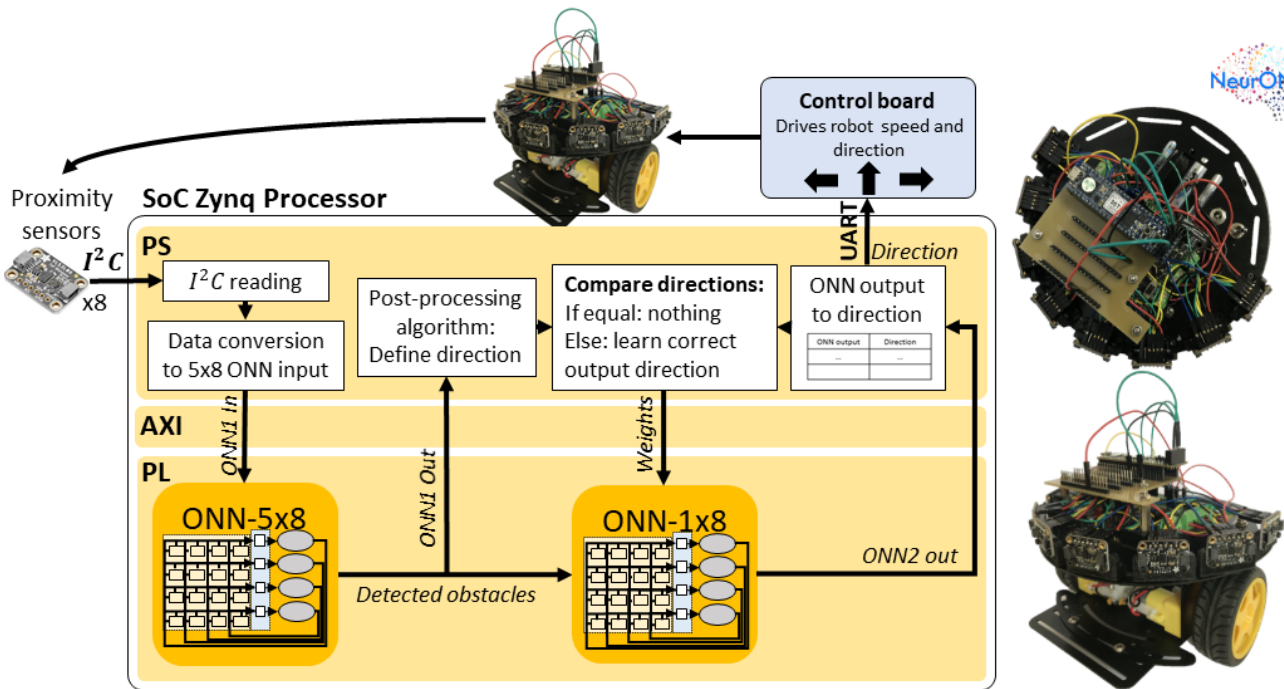 NeurON
Control board
Drives robot speed and
direction
Proximity
sensors
I² C
x8
SoC Zynq Processor
UART
Direction
PS
I²C reading
Data conversion
to 5x8 ONN input
Post-processing
algorithm:
Define direction
Compare directions:
If equal: nothing
Else: learn correct
output direction
ONN output
to direction
ONN output
Direction
...
...
AXI
ONN1 In
ONN1 Out
Weights
PL
ONN-5x8
Detected obstacles
ONN-1x8
ONN2 out